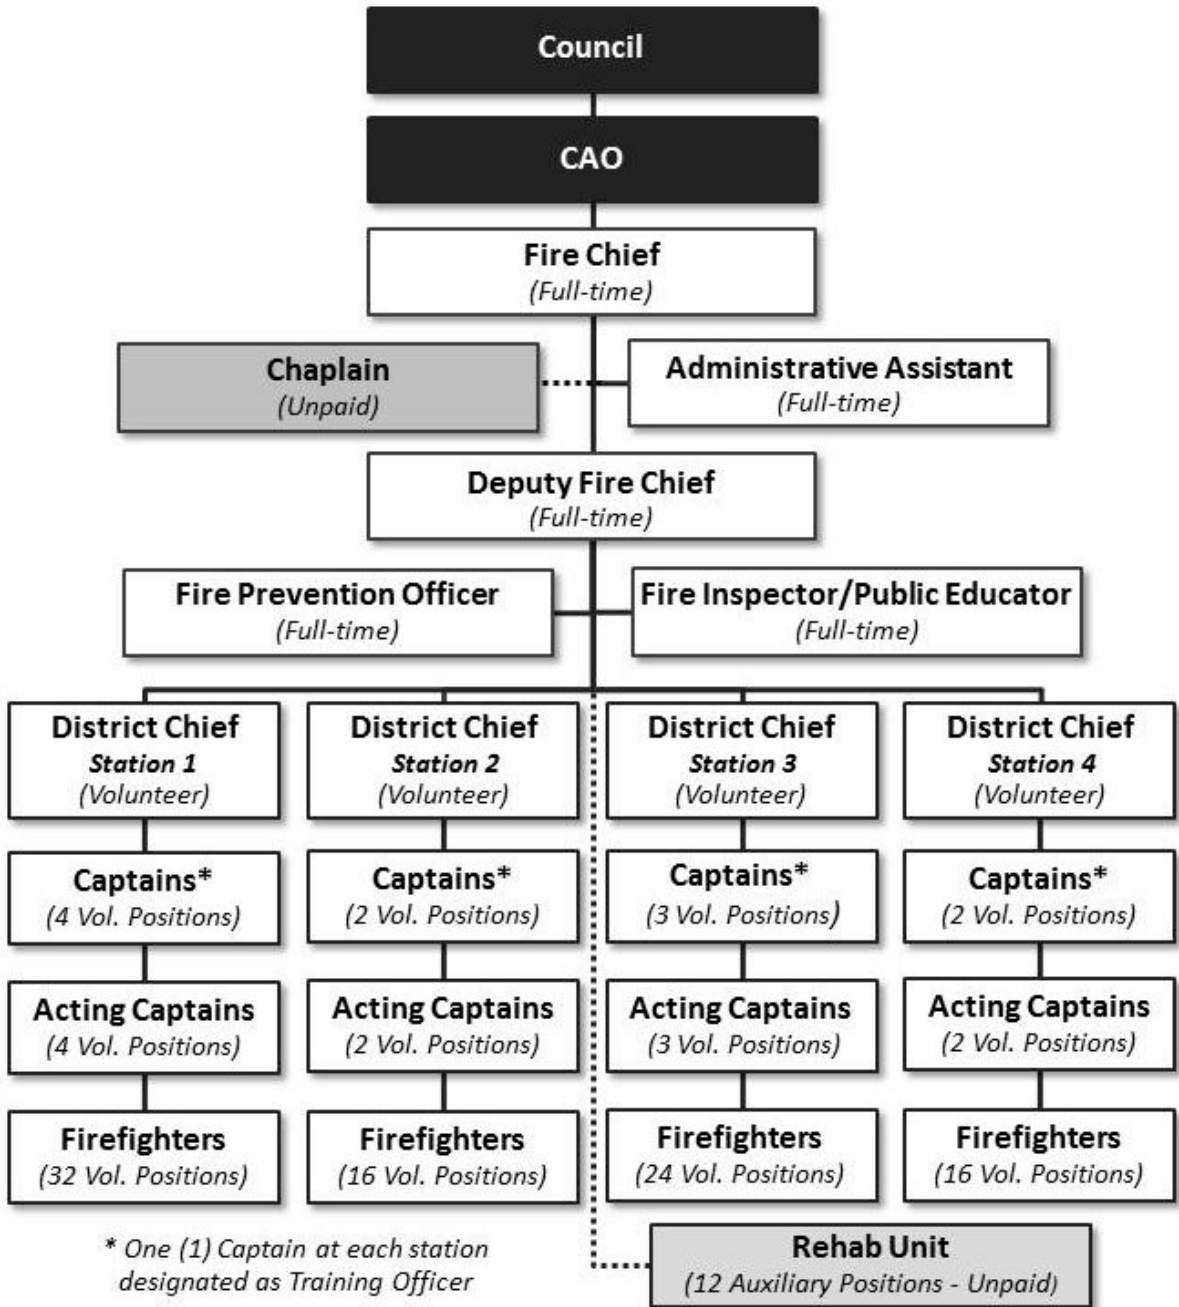 Council
CAO
Fire Chief
(Full-time)
Chaplain
(Unpaid)
Administrative Assistant
(Full-time)
Deputy Fire Chief
(Full-time)
Fire Prevention Officer
(Full-time)
Fire Inspector/Public Educator
(Full-time)
District Chief
Station 1
(Volunteer)
District Chief
Station 2
(Volunteer)
District Chief
Station 3
(Volunteer)
District Chief
Station 4
(Volunteer)
Captains*
(4 Vol. Positions)
Captains*
(2 Vol. Positions)
Captains*
(3 Vol. Positions)
Captains*
(2 Vol. Positions)
Acting Captains
(4 Vol. Positions)
Acting Captains
(2 Vol. Positions)
Acting Captains
(3 Vol. Positions)
Acting Captains
(2 Vol. Positions)
Firefighters
(32 Vol. Positions)
Firefighters
(16 Vol. Positions)
Firefighters
(24 Vol. Positions)
Firefighters
(16 Vol. Positions)
* One (1) Captain at each station
designated as Training Officer
Rehab Unit
(12 Auxiliary Positions - Unpaid)